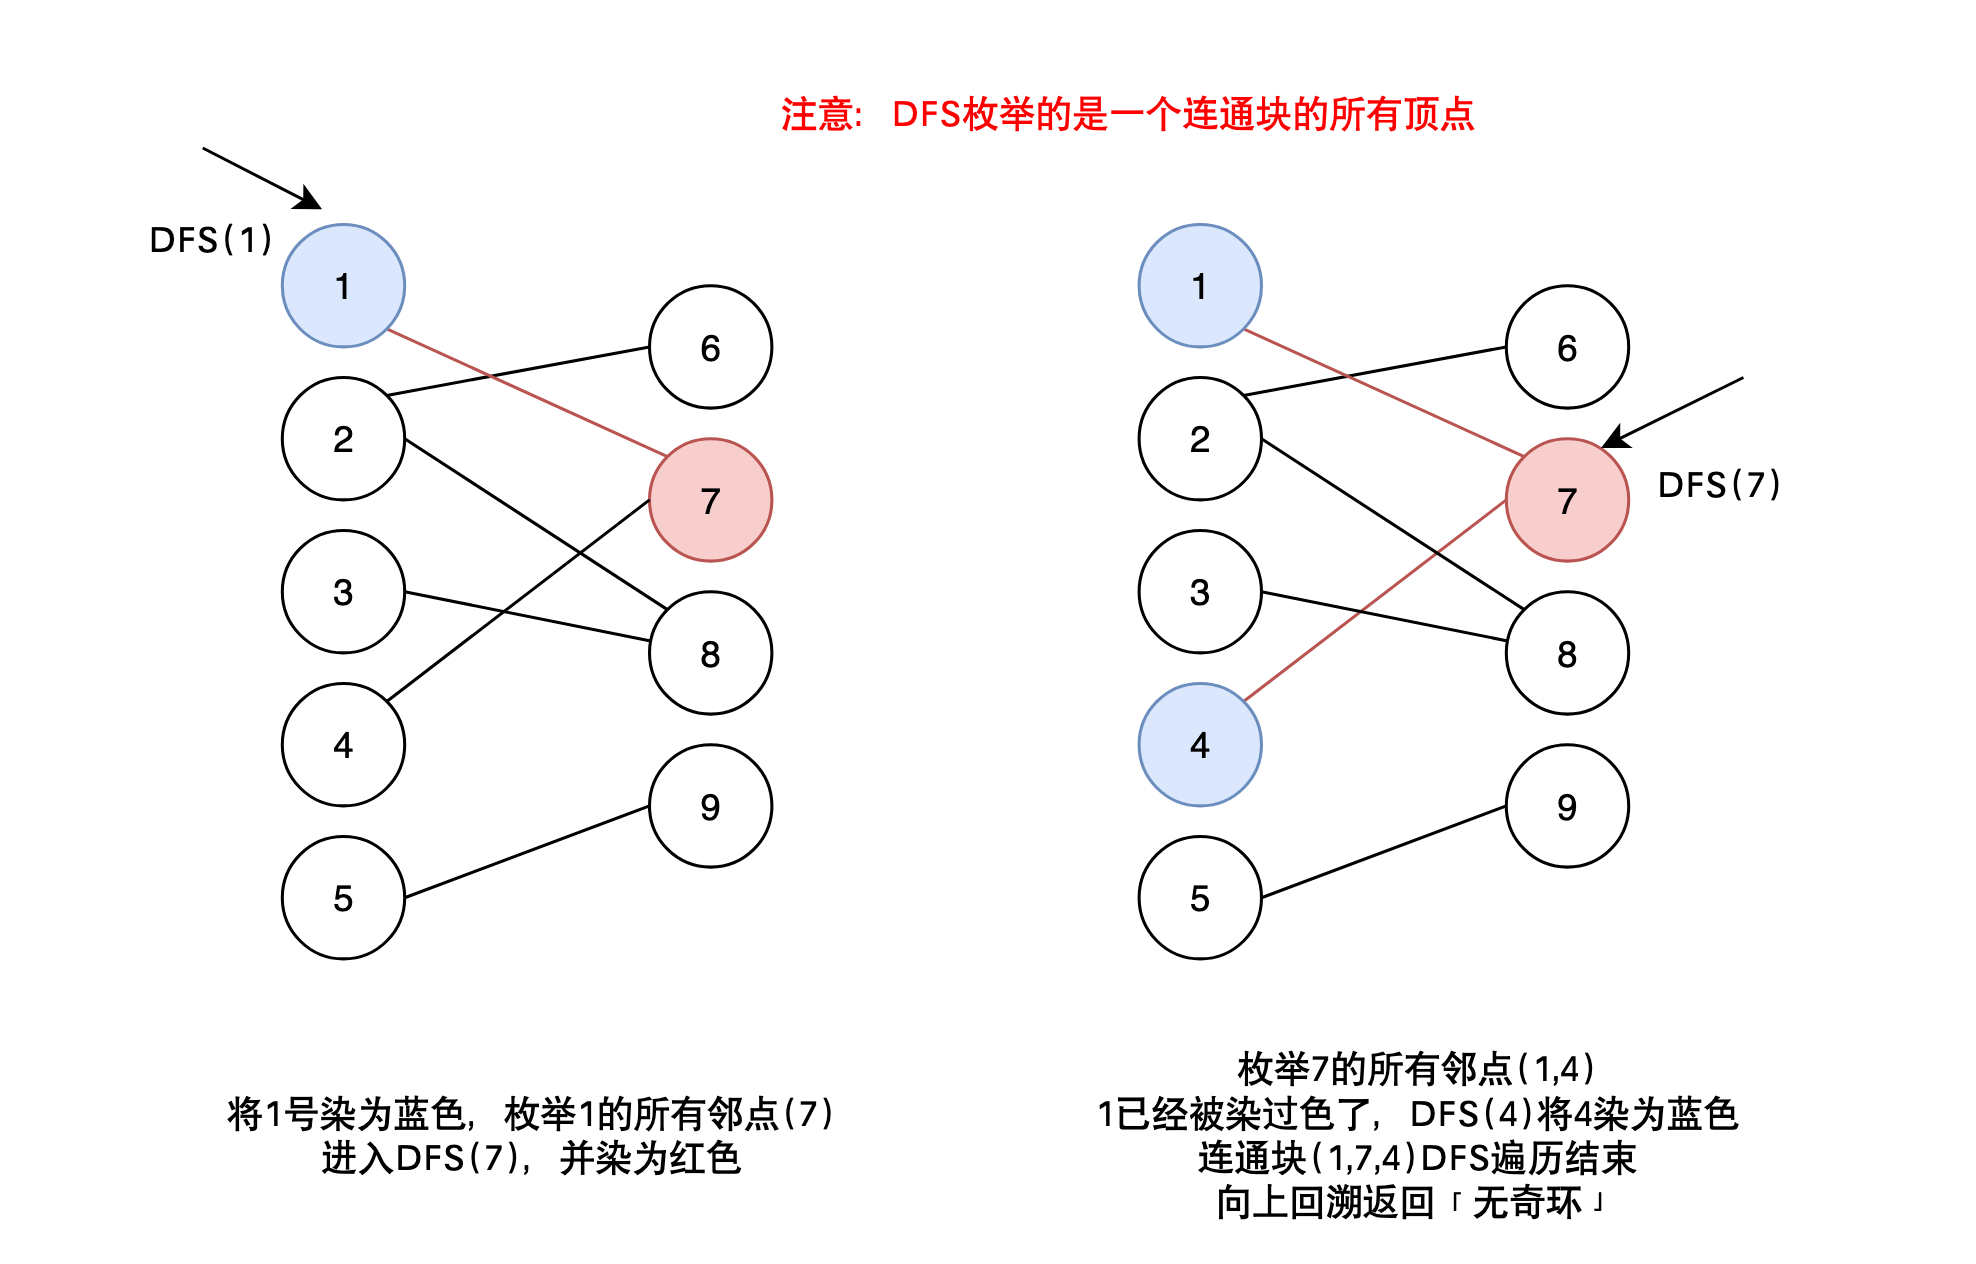 注意：DFS枚举的是一个连通块的所有顶点
DFS(1)
1
2
3
4
5
6
7
8
9
1
2
3
4
5
6
7
8
9
DFS(7)
将1号染为蓝色，枚举1的所有邻点(7)
进入DFS(7)，并染为红色
枚举7的所有邻点(1,4)
1已经被染过色了，DFS(4)将4染为蓝色
连通块(1,7,4)DFS遍历结束
向上回溯返回「无奇环」